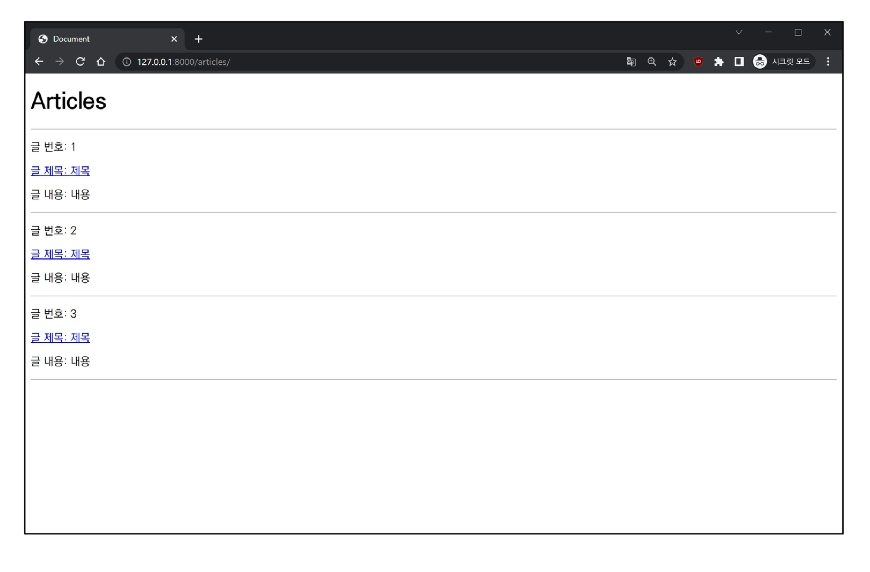 Document
127.0.0.1:8000/articles/
시크릿 모드
Articles
글 번호: 1
글 제목: 제목
글 내용: 내용
글 번호: 2
글 제목: 제목
글 내용: 내용
글 번호: 3
글 제목: 제목
글 내용: 내용